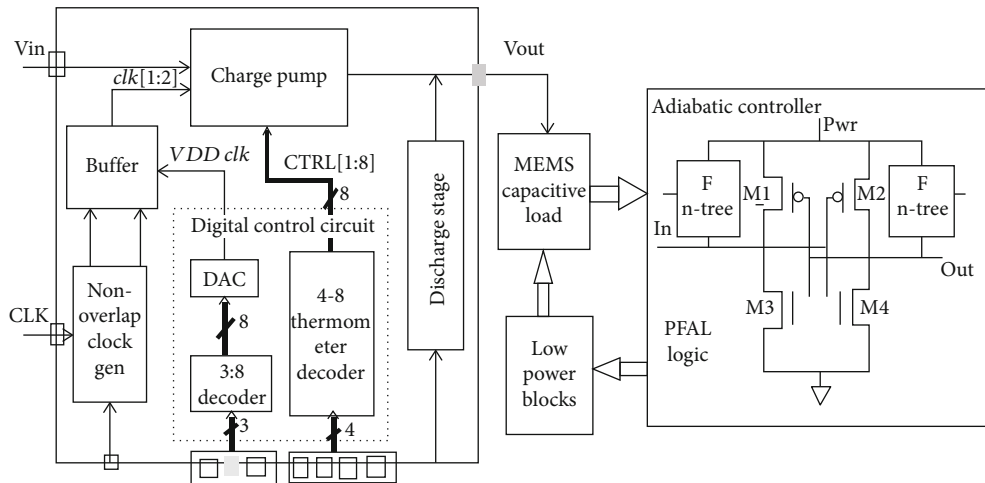 Vin
clk[1:2]
Charge pump
Vout
Buffer
VDD clk
CTRL[1:8]
8
Digital control circuit
DAC
8
3:8
decoder
3
4-8
thermom
eter
decoder
4
CLK
Non-
overlap
clock
gen
Discharge stage
MEMS
capacitive
load
Low
power
blocks
Adiabatic controller
Pwr
F
n-tree
M1
M2
F
n-tree
In
Out
M3
M4
PFAL
logic